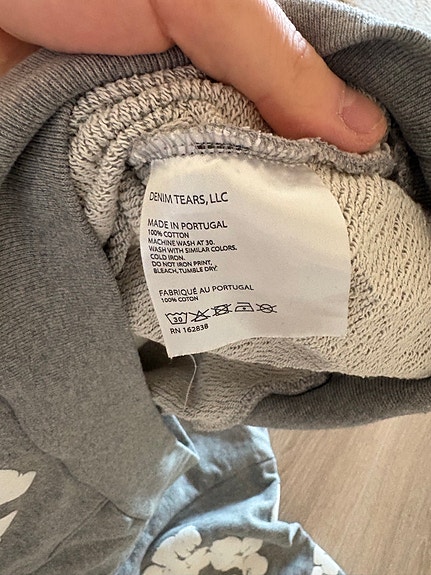 DENIM TEARS, LLC
MADE IN PORTUGAL
100% COTTON
MACHINE WASH AT 30.
WASH WITH SIMILAR COLORS.
COLD IRON.
DO NOT IRON PRINT,
BLEACH, TUMBLE DRY.
FABRIQUÉ AU PORTUGAL
100% COTON
30
RN 162838